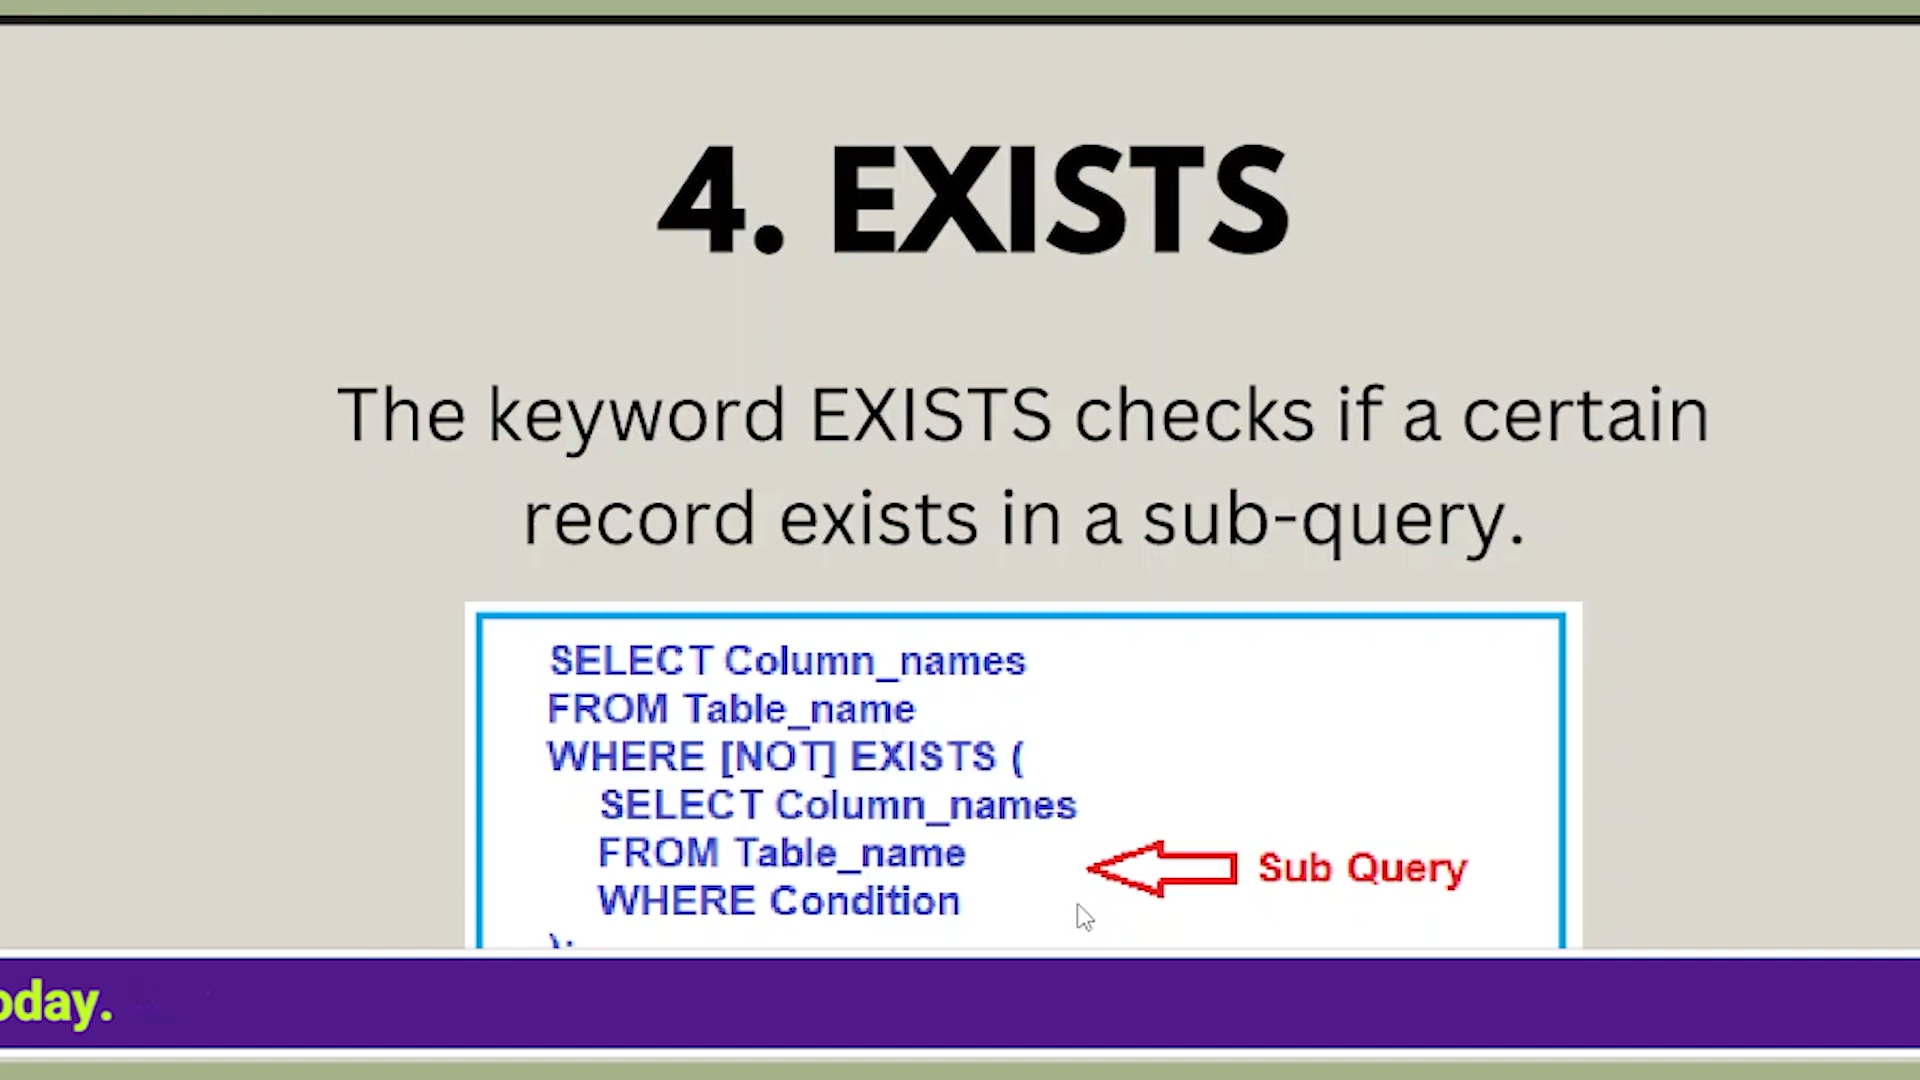 4. EXISTS
The keyword EXISTS checks if a certain
record exists in a sub-query.
SELECT Column_names
FROM Table_name
WHERE [NOT] EXISTS (
SELECT Column_names
FROM Table_name
WHERE Condition
Sub Query
);
oday.